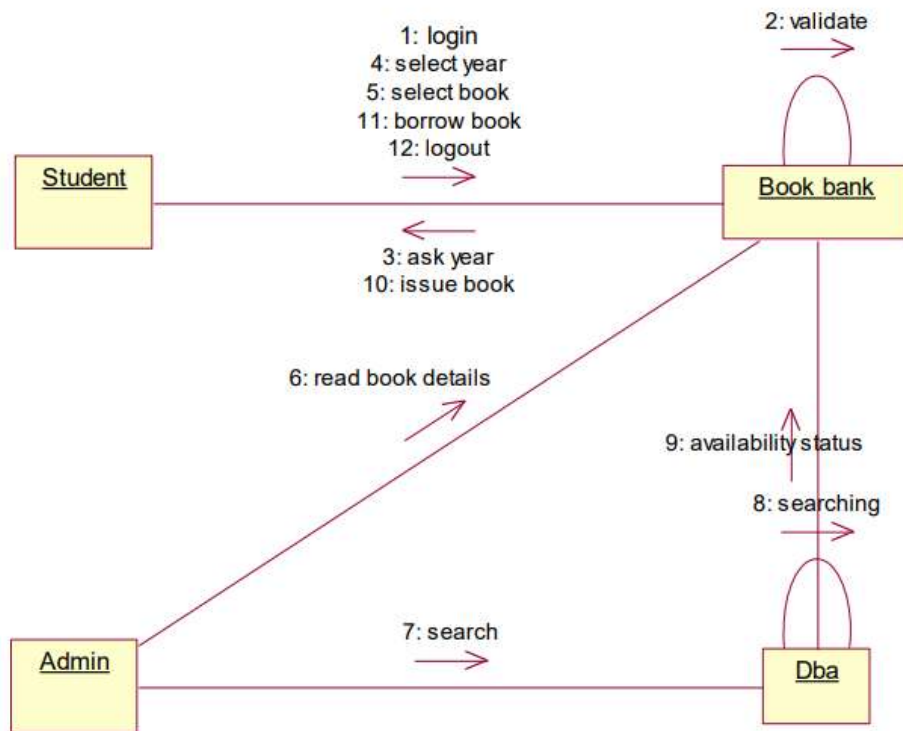 1: login
4: select year
5: select book
11: borrow book
12: logout
2: validate
Student
Book bank
3: ask year
10: issue book
6: read book details
9: availability status
8: searching
7: search
Admin
Dba